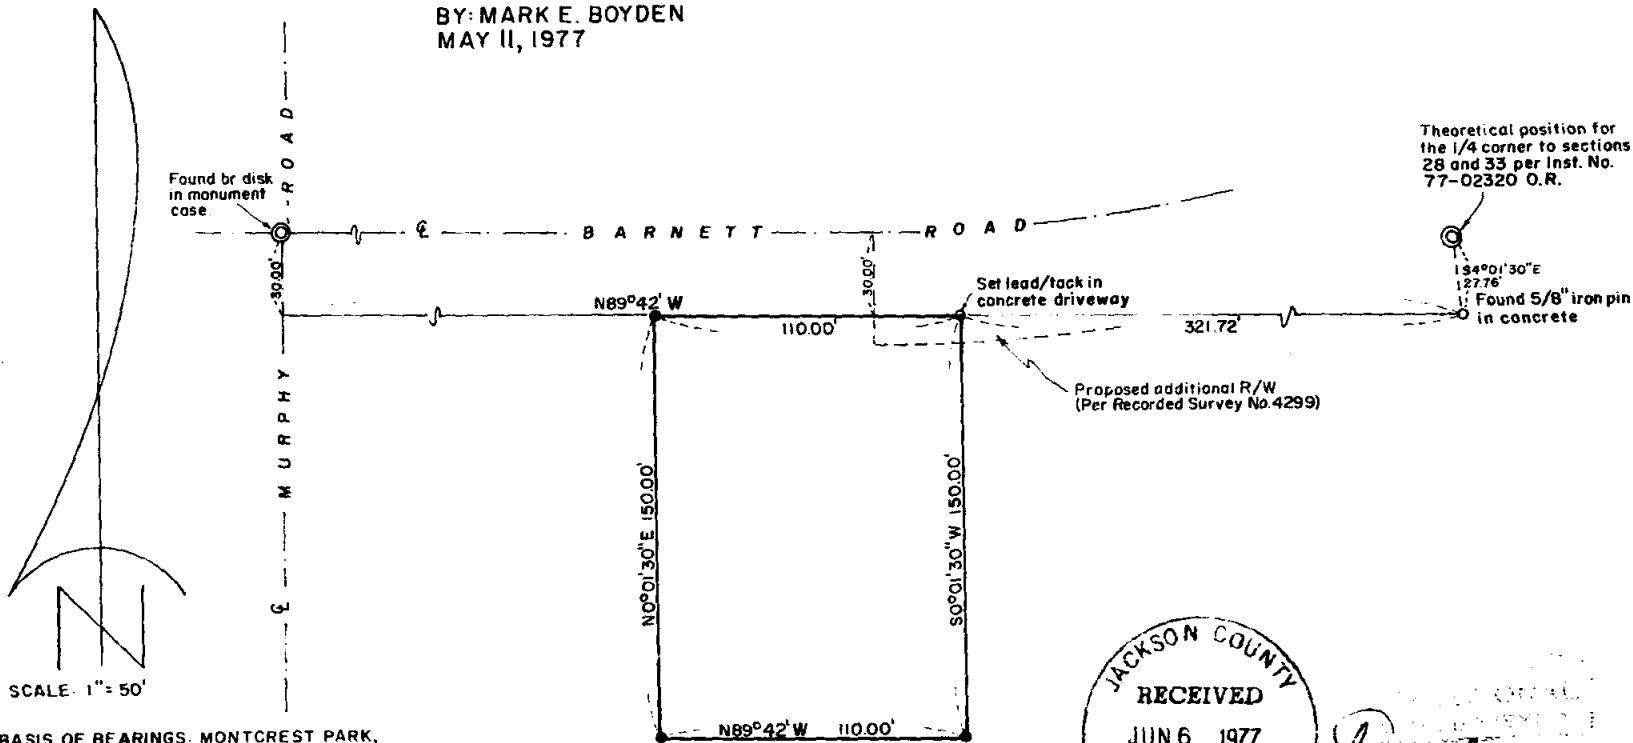 BY: MARK E. BOYDEN
MAY 11, 1977
Theoretical position for
the 1/4 corner to sections
28 and 33 per Inst. No.
77-02320 O.R.
Found br disk
in monument
case.
MURPHY ROAD
℄ BARNETT ROAD
30.00'
30.00'
S4°01'30"E
27.76'
Found 5/8" iron pin
in concrete
Set lead/tack in
concrete driveway
N89°42' W
110.00'
321.72'
Proposed additional R/W
(Per Recorded Survey No. 4299)
N0°01'30"E 150.00'
S0°01'30"W 150.00'
℄
N
SCALE: 1"= 50'
JACKSON COUNTY
RECEIVED
JUN 6 1977
N89°42'W 110.00'
BASIS OF BEARINGS: MONTCREST PARK,